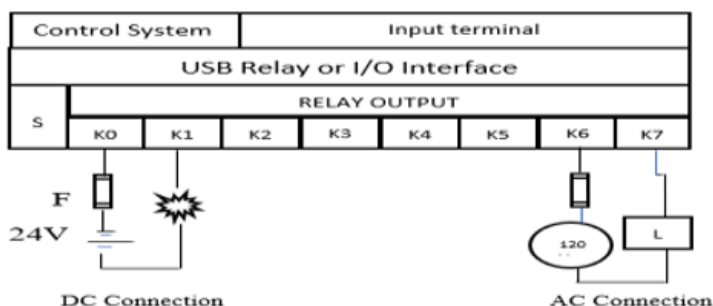 Control System Input terminal
USB Relay or I/O Interface
S
RELAY OUTPUT
K0 K1 K2 K3 K4 K5 K6 K7
F
24V
120
L
DC Connection AC Connection